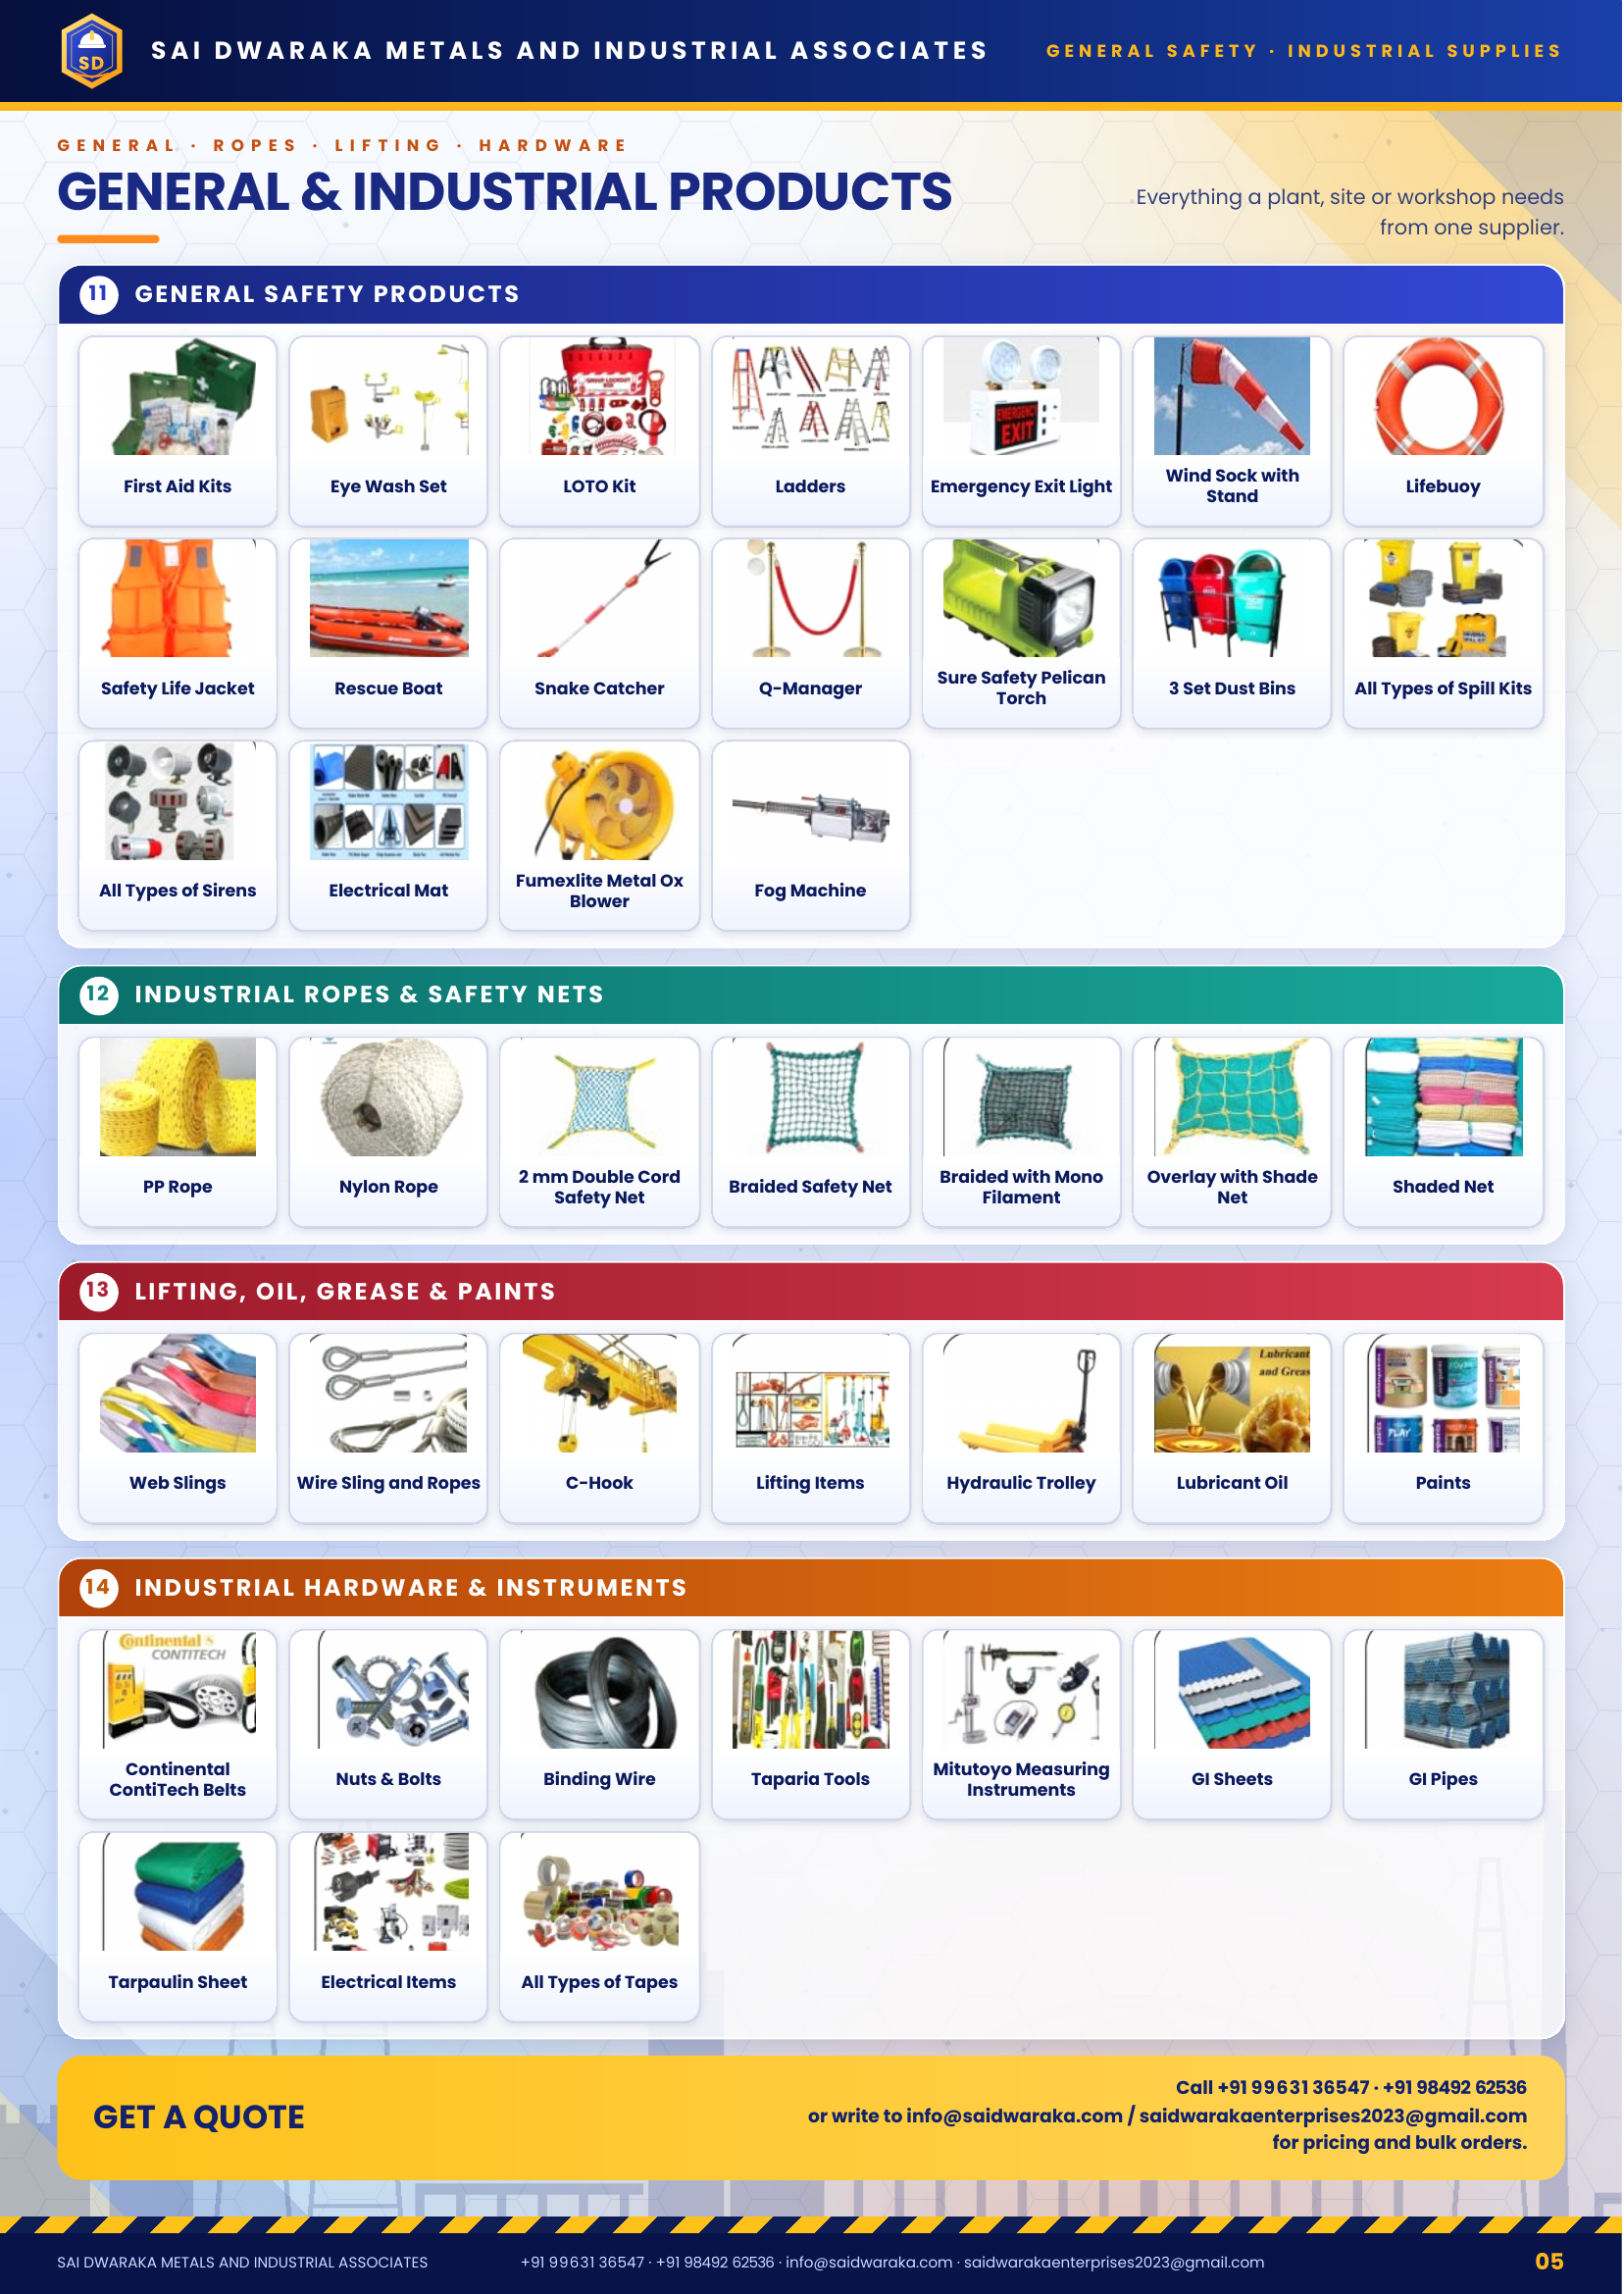 SD
SAI DWARAKA METALS AND INDUSTRIAL ASSOCIATES
GENERAL SAFETY · INDUSTRIAL SUPPLIES
GENERAL · ROPES · LIFTING · HARDWARE
GENERAL & INDUSTRIAL PRODUCTS
Everything a plant, site or workshop needs
from one supplier.
11 GENERAL SAFETY PRODUCTS
GROUP LOCKOUT
BOX
EMERGENCY
EXIT
First Aid Kits
Eye Wash Set
LOTO Kit
Ladders
Emergency Exit Light
Wind Sock with
Stand
Lifebuoy
Safety Life Jacket
Rescue Boat
Snake Catcher
Q-Manager
Sure Safety Pelican
Torch
3 Set Dust Bins
All Types of Spill Kits
All Types of Sirens
Electrical Mat
Fumexlite Metal Ox
Blower
Fog Machine
12 INDUSTRIAL ROPES & SAFETY NETS
PP Rope
Nylon Rope
2 mm Double Cord
Safety Net
Braided Safety Net
Braided with Mono
Filament
Overlay with Shade
Net
Shaded Net
13 LIFTING, OIL, GREASE & PAINTS
Lubricant
and Greas
PLAY
Web Slings
Wire Sling and Ropes
C-Hook
Lifting Items
Hydraulic Trolley
Lubricant Oil
Paints
14 INDUSTRIAL HARDWARE & INSTRUMENTS
Continental
CONTITECH
Continental
ContiTech Belts
Nuts & Bolts
Binding Wire
Taparia Tools
Mitutoyo Measuring
Instruments
GI Sheets
GI Pipes
Tarpaulin Sheet
Electrical Items
All Types of Tapes
GET A QUOTE
Call +91 99631 36547 · +91 98492 62536
or write to info@saidwaraka.com / saidwarakaenterprises2023@gmail.com
for pricing and bulk orders.
SAI DWARAKA METALS AND INDUSTRIAL ASSOCIATES
+91 99631 36547 · +91 98492 62536 · info@saidwaraka.com · saidwarakaenterprises2023@gmail.com
05